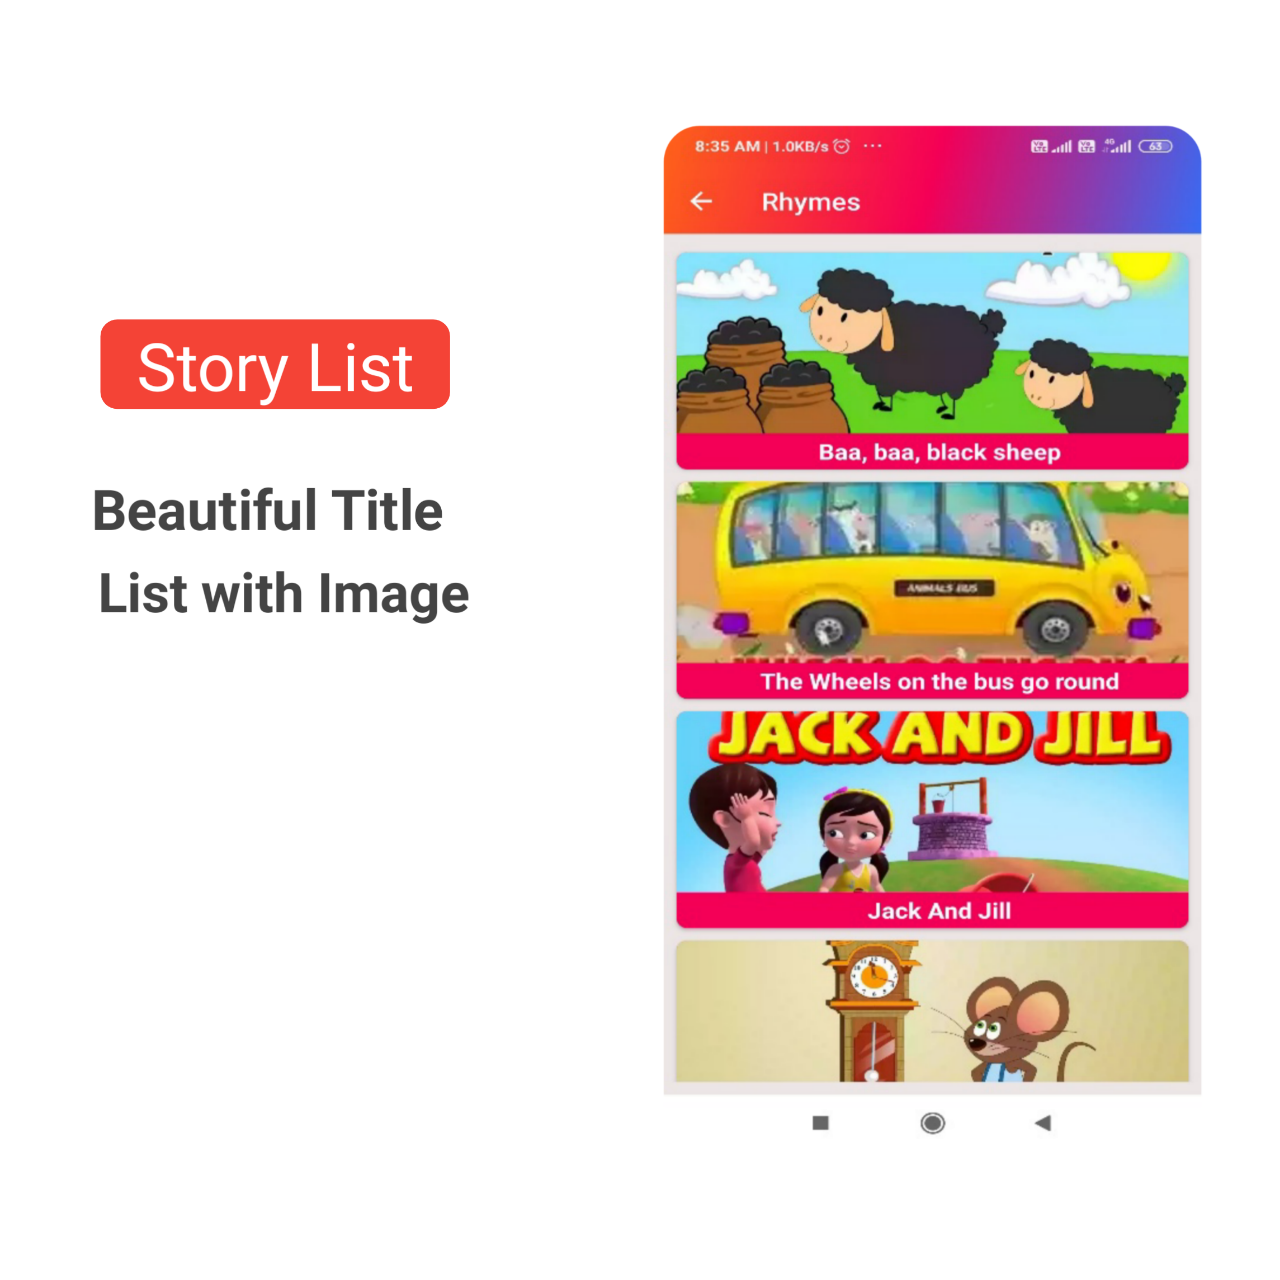 Story List
Beautiful Title
List with Image
8:35 AM | 1.0KB/s ...
4G
63
Rhymes
Baa, baa, black sheep
ANIMALS BUS
The Wheels on the bus go round
JACK AND JILL
Jack And Jill